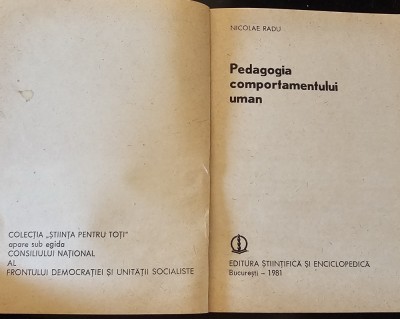 COLECȚIA „ȘTIINȚA PENTRU TOȚI"
apare sub egida
CONSILIULUI NAȚIONAL
AL
FRONTULUI DEMOCRAȚIEI ȘI UNITĂȚII SOCIALISTE
NICOLAE RADU
Pedagogia
comportamentului
uman
EDITURA ȘTIINȚIFICĂ ȘI ENCICLOPEDICĂ
București – 1981